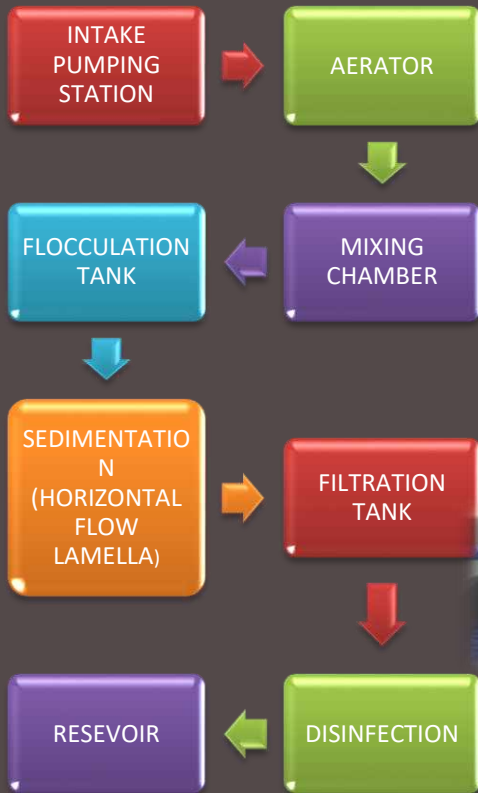 INTAKE
PUMPING
STATION
AERATOR
MIXING
CHAMBER
FLOCCULATION
TANK
SEDIMENTATIO
N
(HORIZONTAL
FLOW
LAMELLA)
FILTRATION
TANK
DISINFECTION
RESEVOIR